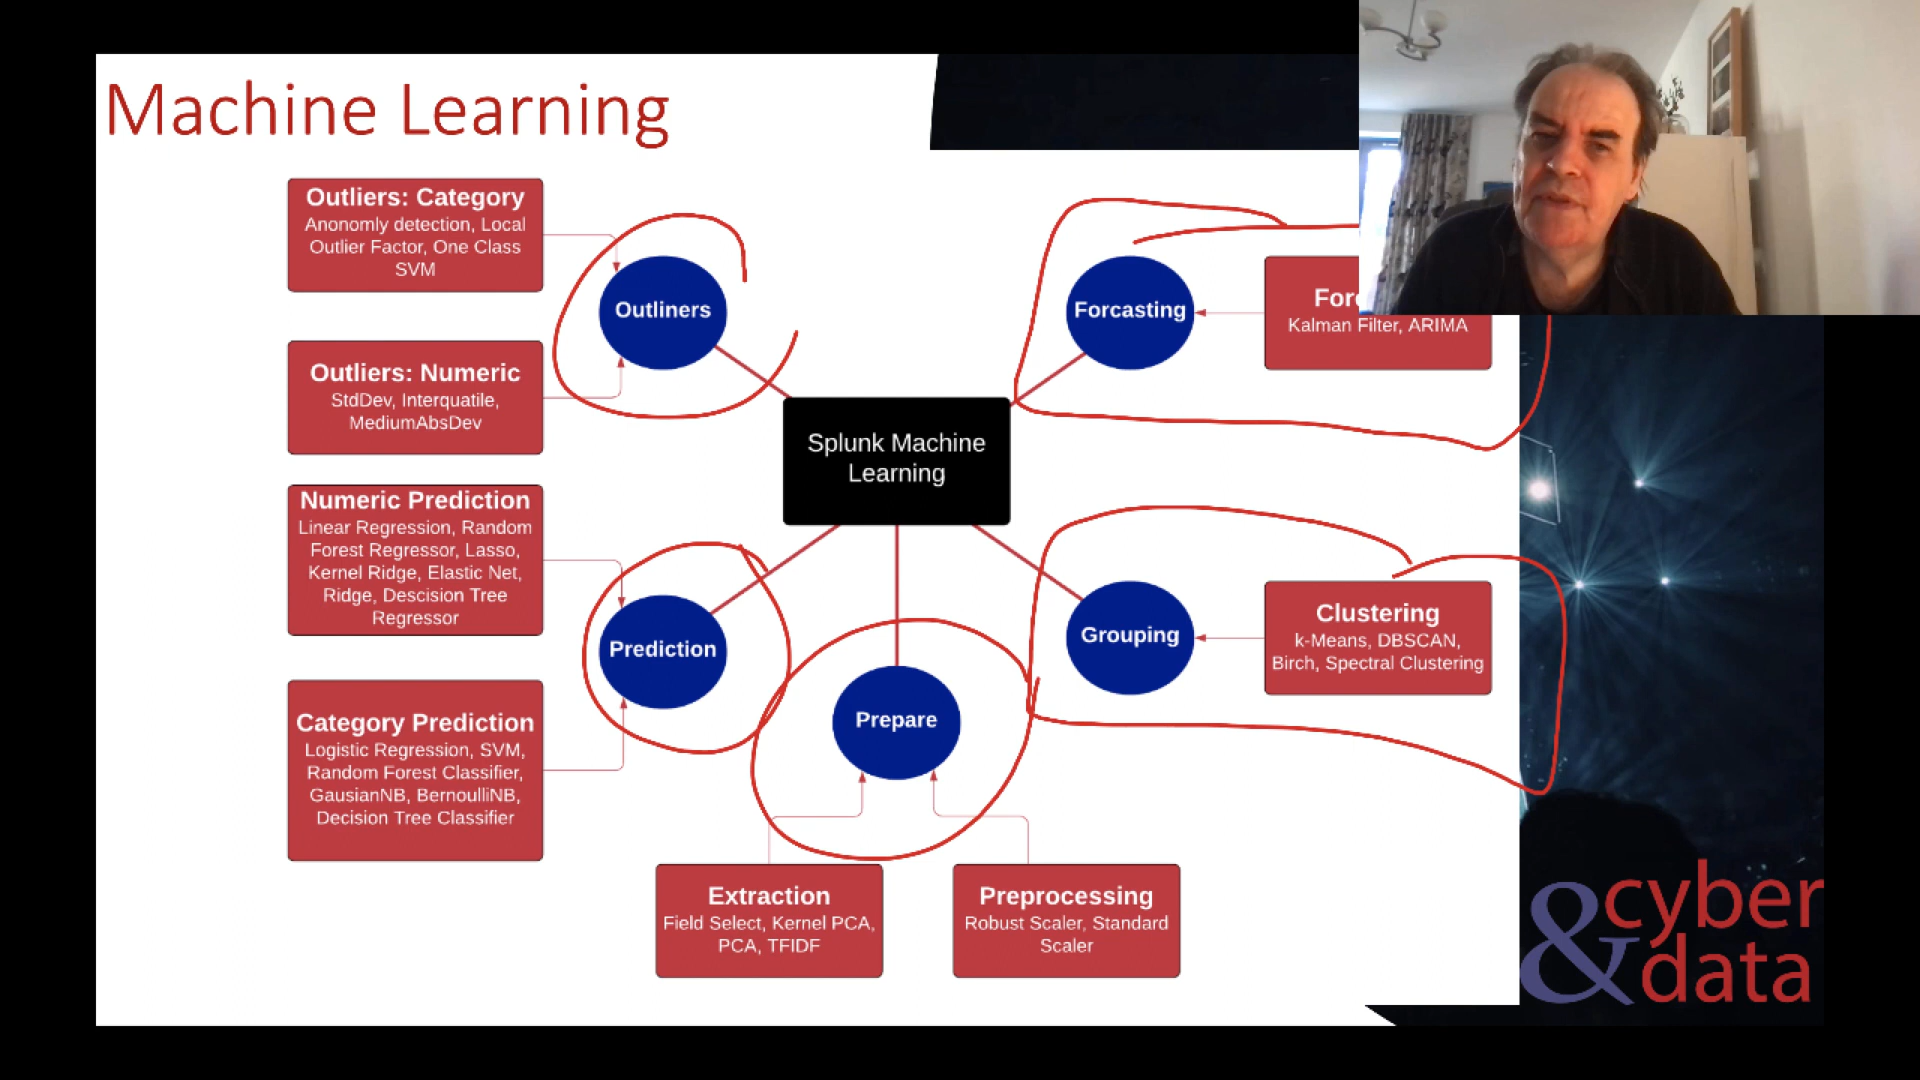 Machine Learning
Outliers: Category
Anonomly detection, Local
Outlier Factor, One Class
SVM
Outliners
Outliers: Numeric
StdDev, Interquatile,
MediumAbsDev
Forcasting
Kalman Filter, ARIMA
Splunk Machine
Learning
Numeric Prediction
Linear Regression, Random
Forest Regressor, Lasso,
Kernel Ridge, Elastic Net,
Ridge, Descision Tree
Regressor
Prediction
Category Prediction
Logistic Regression, SVM,
Random Forest Classifier,
GausianNB, BernoulliNB,
Decision Tree Classifier
Prepare
Grouping
Clustering
k-Means, DBSCAN,
Birch, Spectral Clustering
Extraction
Field Select, Kernel PCA,
PCA, TFIDF
Preprocessing
Robust Scaler, Standard
Scaler
cyber
&data